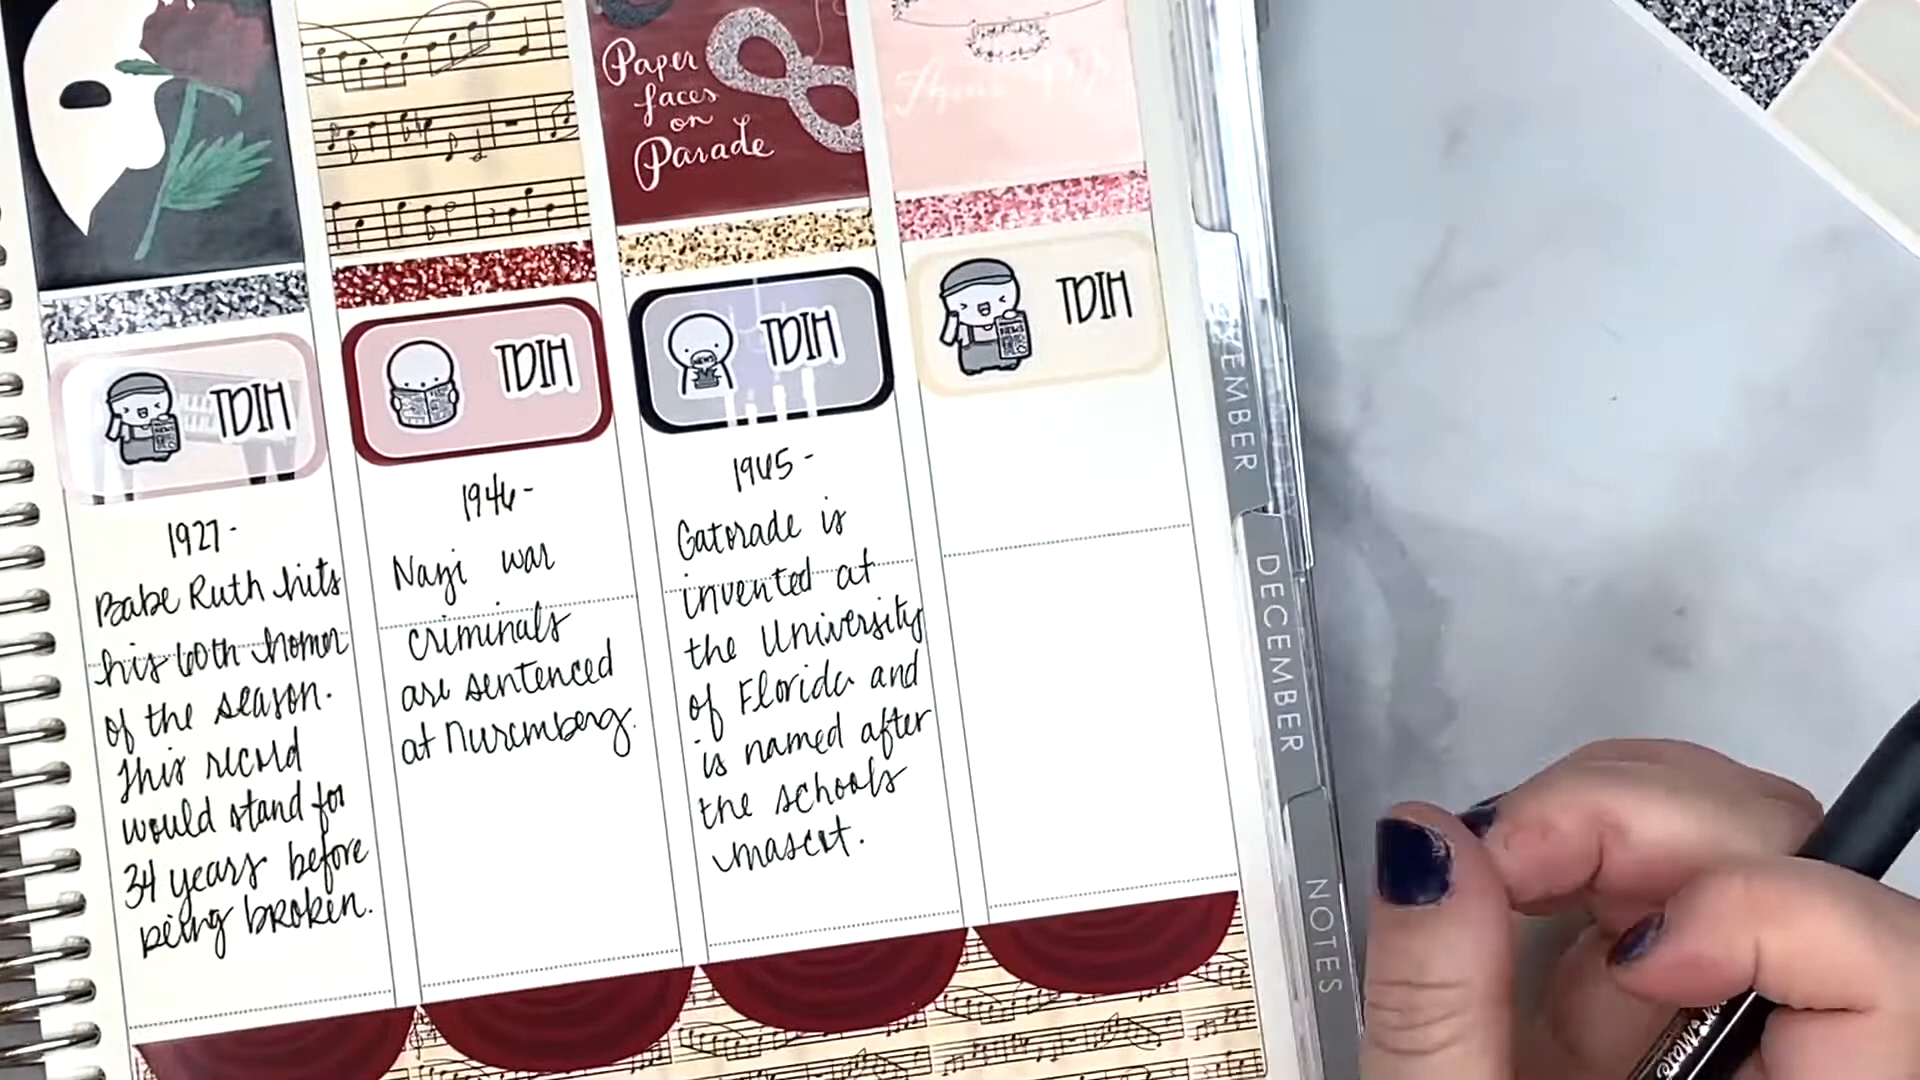 Paper
faces
on
Parade
TDIH
1927-
Babe Ruth hits
his 60th homer
of the season.
This record
would stand for
34 years before
being broken.
TDIH
1946-
Nazi war
criminals
are sentenced
at Nuremberg.
TDIH
NEWS
1965-
Gatorade is
invented at
the University
of Florida and
is named after
the schools
mascot.
TDIH
NEWS
DECEMBER
NOTES